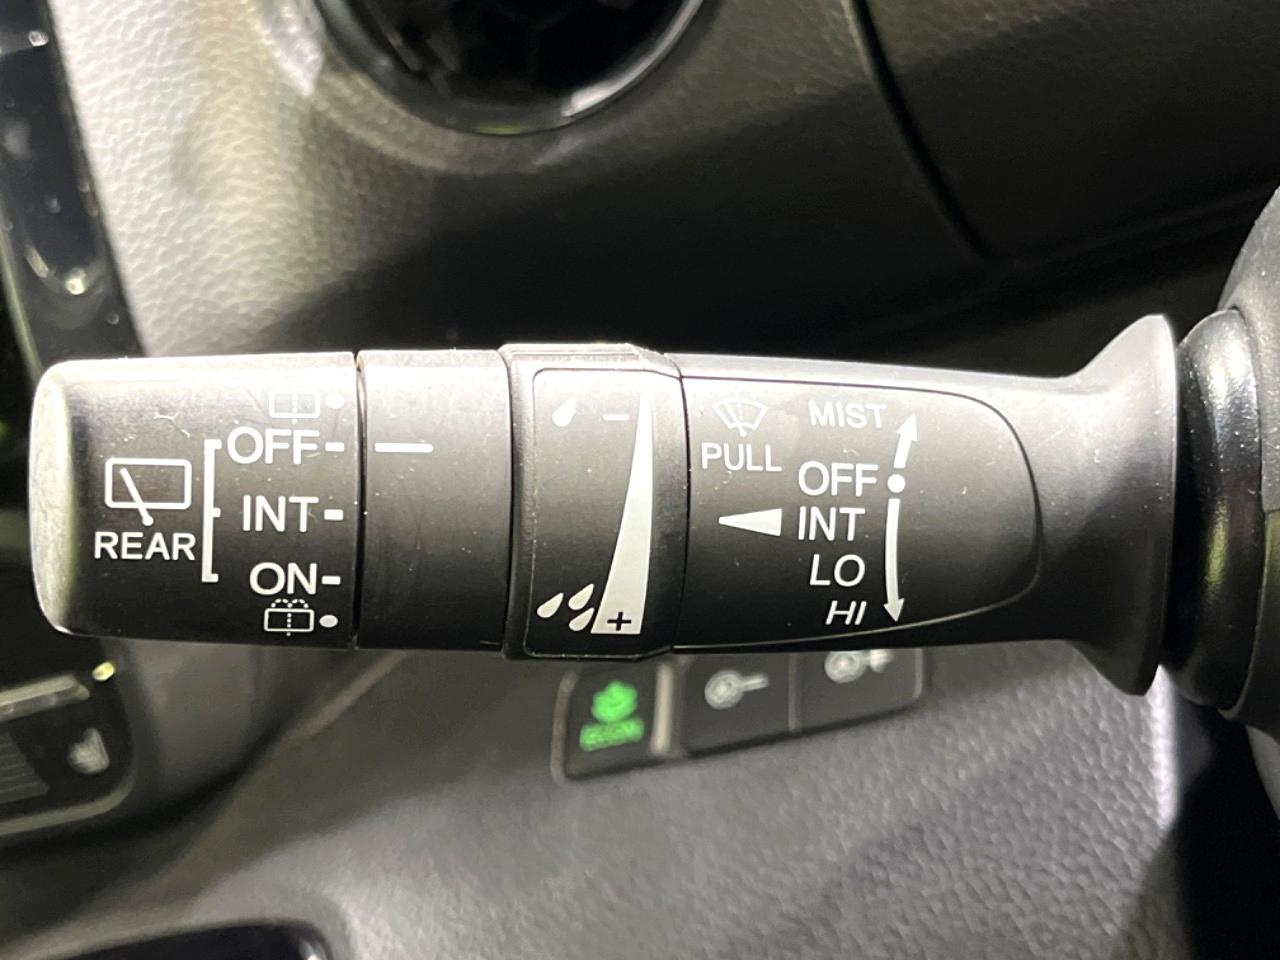 OFF
INT
ON
REAR
- 
+
PULL
MIST
OFF
INT
LO
HI
ECON